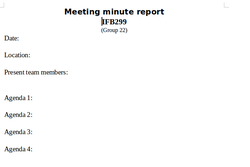 Meeting minute report
IFB299
(Group 22)
Date:
Location:
Present team members:
Agenda 1:
Agenda 2:
Agenda 3:
Agenda 4: